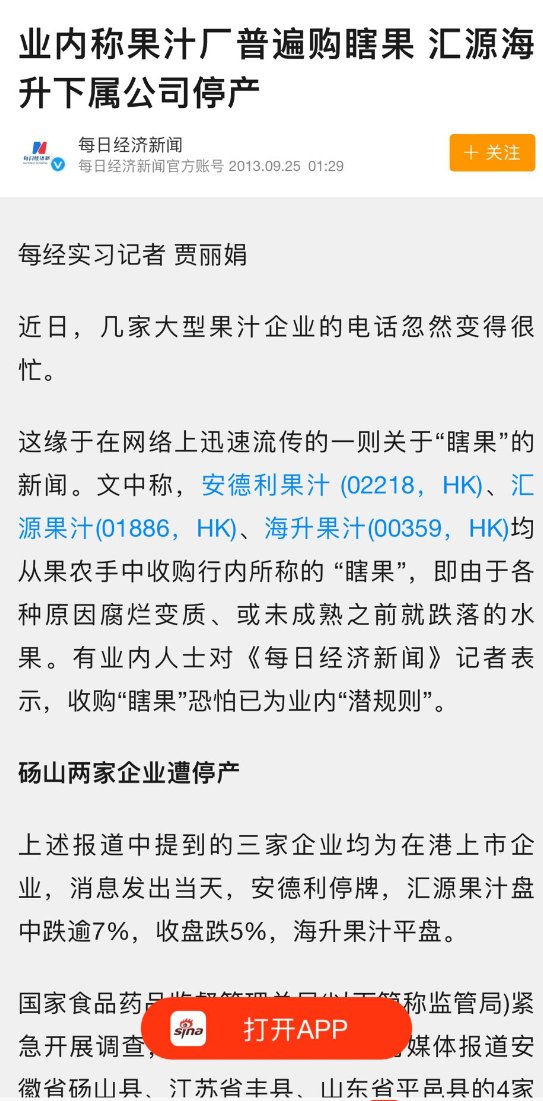 业内称果汁厂普遍购瞎果 汇源海
升下属公司停产
每日经济新闻
每日经济新闻官方账号 2013.09.25 01:29
+ 关注
每经实习记者 贾丽娟
近日，几家大型果汁企业的电话忽然变得很
忙。
这缘于在网络上迅速流传的一则关于“瞎果”的
新闻。文中称，安德利果汁 (02218，HK)、汇
源果汁(01886，HK)、海升果汁(00359，HK)均
从果农手中收购行内所称的 “瞎果”，即由于各
种原因腐烂变质、或未成熟之前就跌落的水
果。有业内人士对《每日经济新闻》记者表
示，收购“瞎果”恐怕已为业内“潜规则”。
砀山两家企业遭停产
上述报道中提到的三家企业均为在港上市企
业，消息发出当天，安德利停牌，汇源果汁盘
中跌逾7%，收盘跌5%，海升果汁平盘。
国家食品药品监督管理总局(以下简称监管局)紧
急开展调查，媒体报道安
sina 打开APP
徽省砀山县、江苏省丰县、山东省平邑县的4家